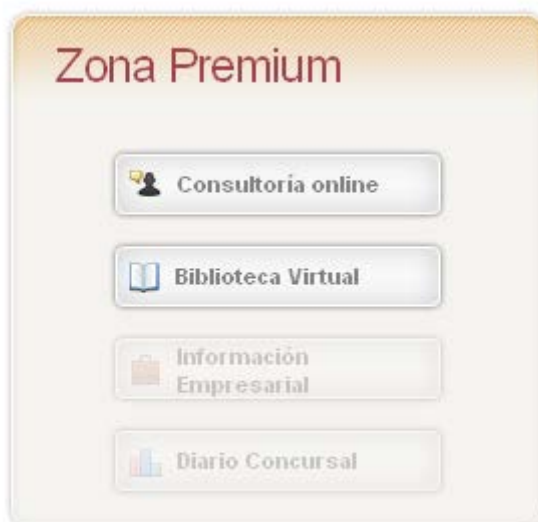 Zona Premium
Consultoría online
Biblioteca Virtual
Información
Empresarial
Diario Concursal